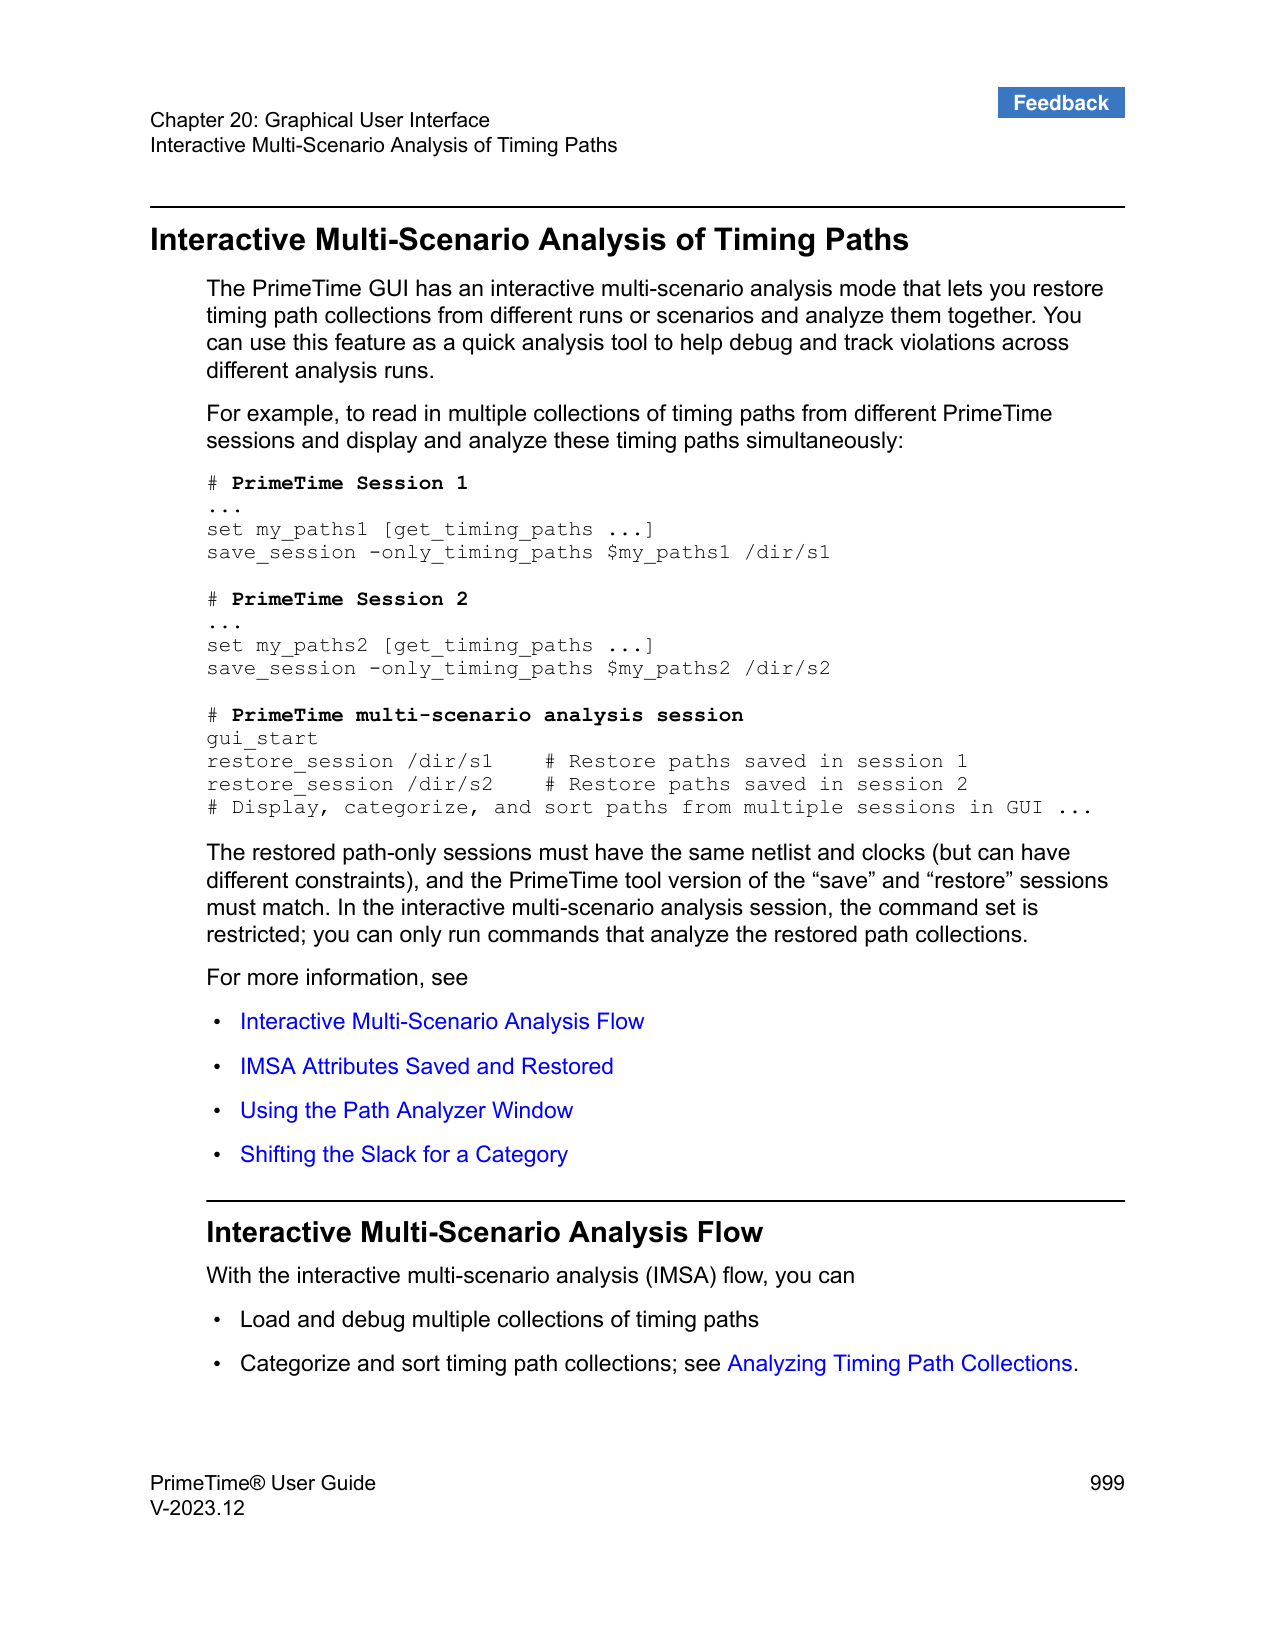 Feedback
Chapter 20: Graphical User Interface
Interactive Multi-Scenario Analysis of Timing Paths
Interactive Multi-Scenario Analysis of Timing Paths
The PrimeTime GUI has an interactive multi-scenario analysis mode that lets you restore
timing path collections from different runs or scenarios and analyze them together. You
can use this feature as a quick analysis tool to help debug and track violations across
different analysis runs.
For example, to read in multiple collections of timing paths from different PrimeTime
sessions and display and analyze these timing paths simultaneously:
# PrimeTime Session 1
...
set my_paths1 [get_timing_paths ...]
save_session -only_timing_paths $my_paths1 /dir/s1
# PrimeTime Session 2
...
set my_paths2 [get_timing_paths ...]
save_session -only_timing_paths $my_paths2 /dir/s2
# PrimeTime multi-scenario analysis session
gui_start
restore_session /dir/s1    # Restore paths saved in session 1
restore_session /dir/s2    # Restore paths saved in session 2
# Display, categorize, and sort paths from multiple sessions in GUI ...
The restored path-only sessions must have the same netlist and clocks (but can have
different constraints), and the PrimeTime tool version of the “save” and “restore” sessions
must match. In the interactive multi-scenario analysis session, the command set is
restricted; you can only run commands that analyze the restored path collections.
For more information, see
• Interactive Multi-Scenario Analysis Flow
• IMSA Attributes Saved and Restored
• Using the Path Analyzer Window
• Shifting the Slack for a Category
Interactive Multi-Scenario Analysis Flow
With the interactive multi-scenario analysis (IMSA) flow, you can
• Load and debug multiple collections of timing paths
• Categorize and sort timing path collections; see Analyzing Timing Path Collections.
PrimeTime® User Guide 999
V-2023.12